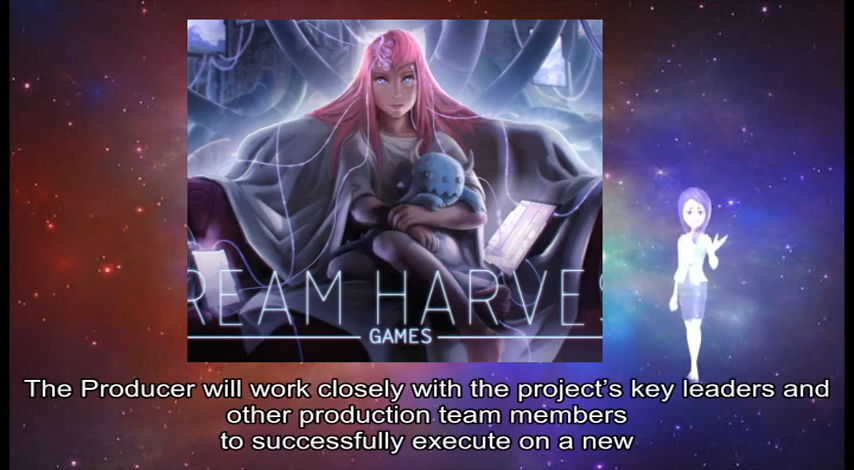 REAM HARVES
GAMES
The Producer will work closely with the project's key leaders and
other production team members
to successfully execute on a new